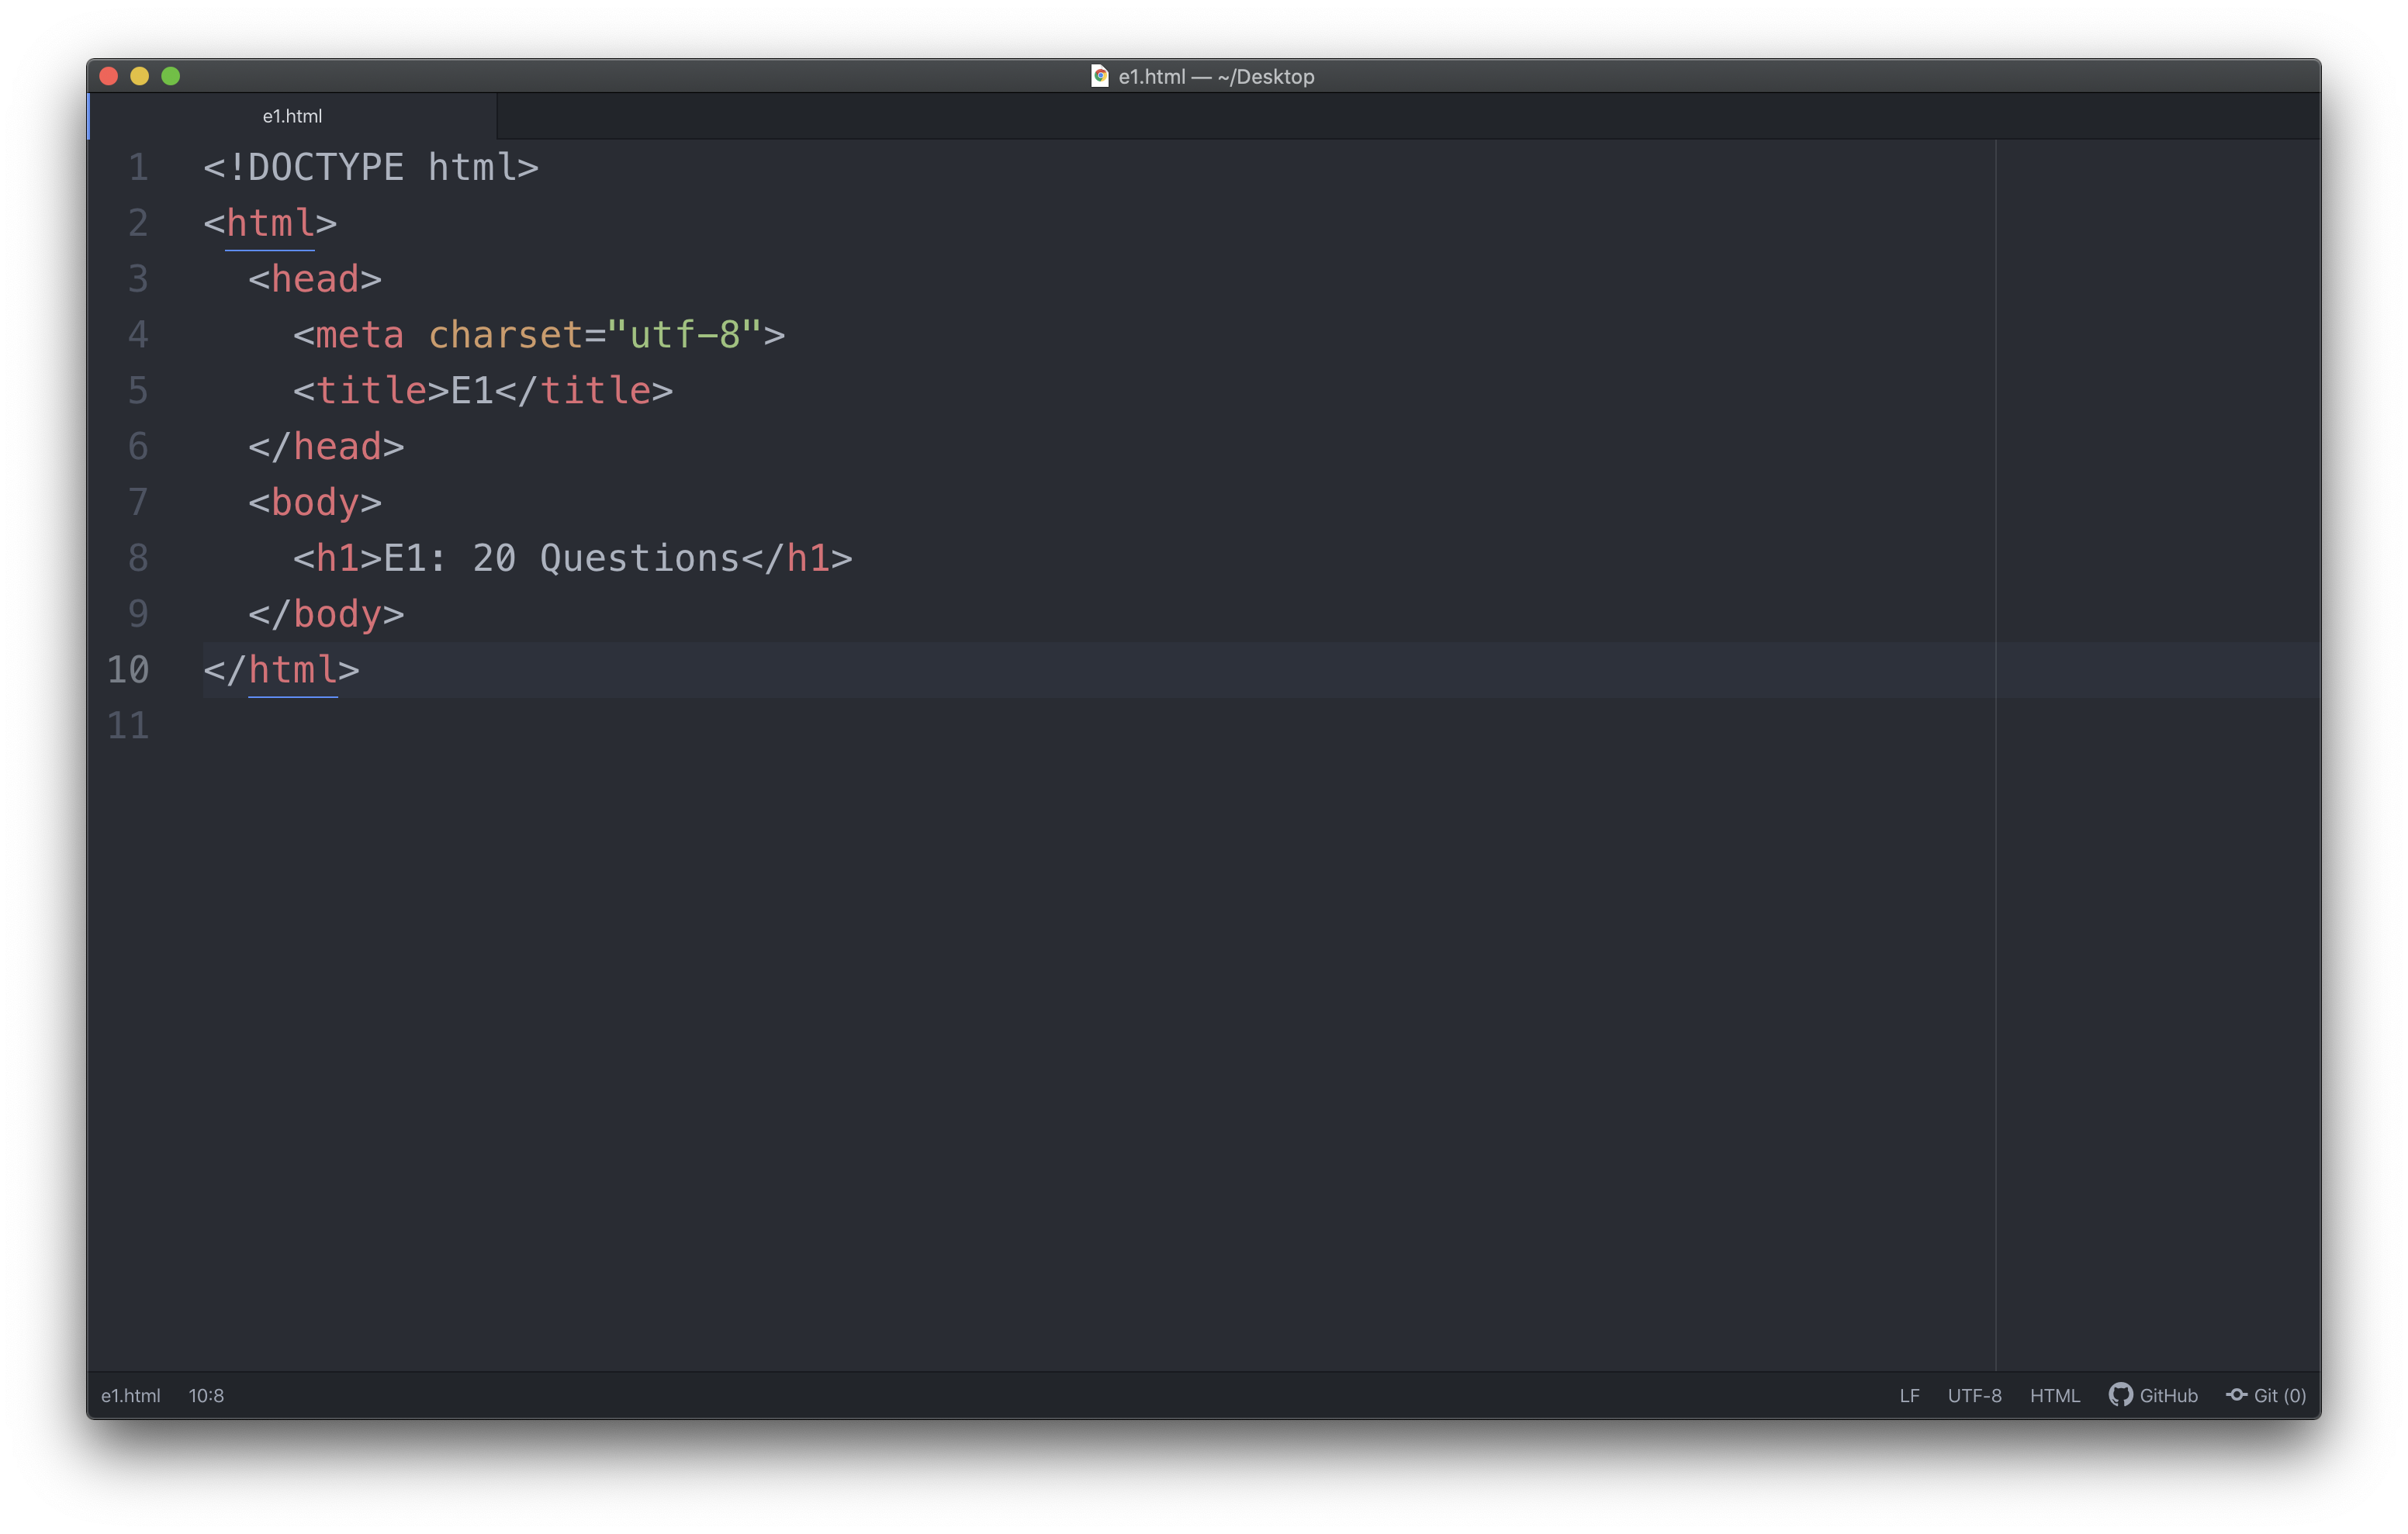 e1.html — ~/Desktop
e1.html
1 <!DOCTYPE html>
2 <html>
3   <head>
4     <meta charset="utf-8">
5     <title>E1</title>
6   </head>
7   <body>
8     <h1>E1: 20 Questions</h1>
9   </body>
10 </html>
11
e1.html 10:8 LF UTF-8 HTML GitHub Git (0)